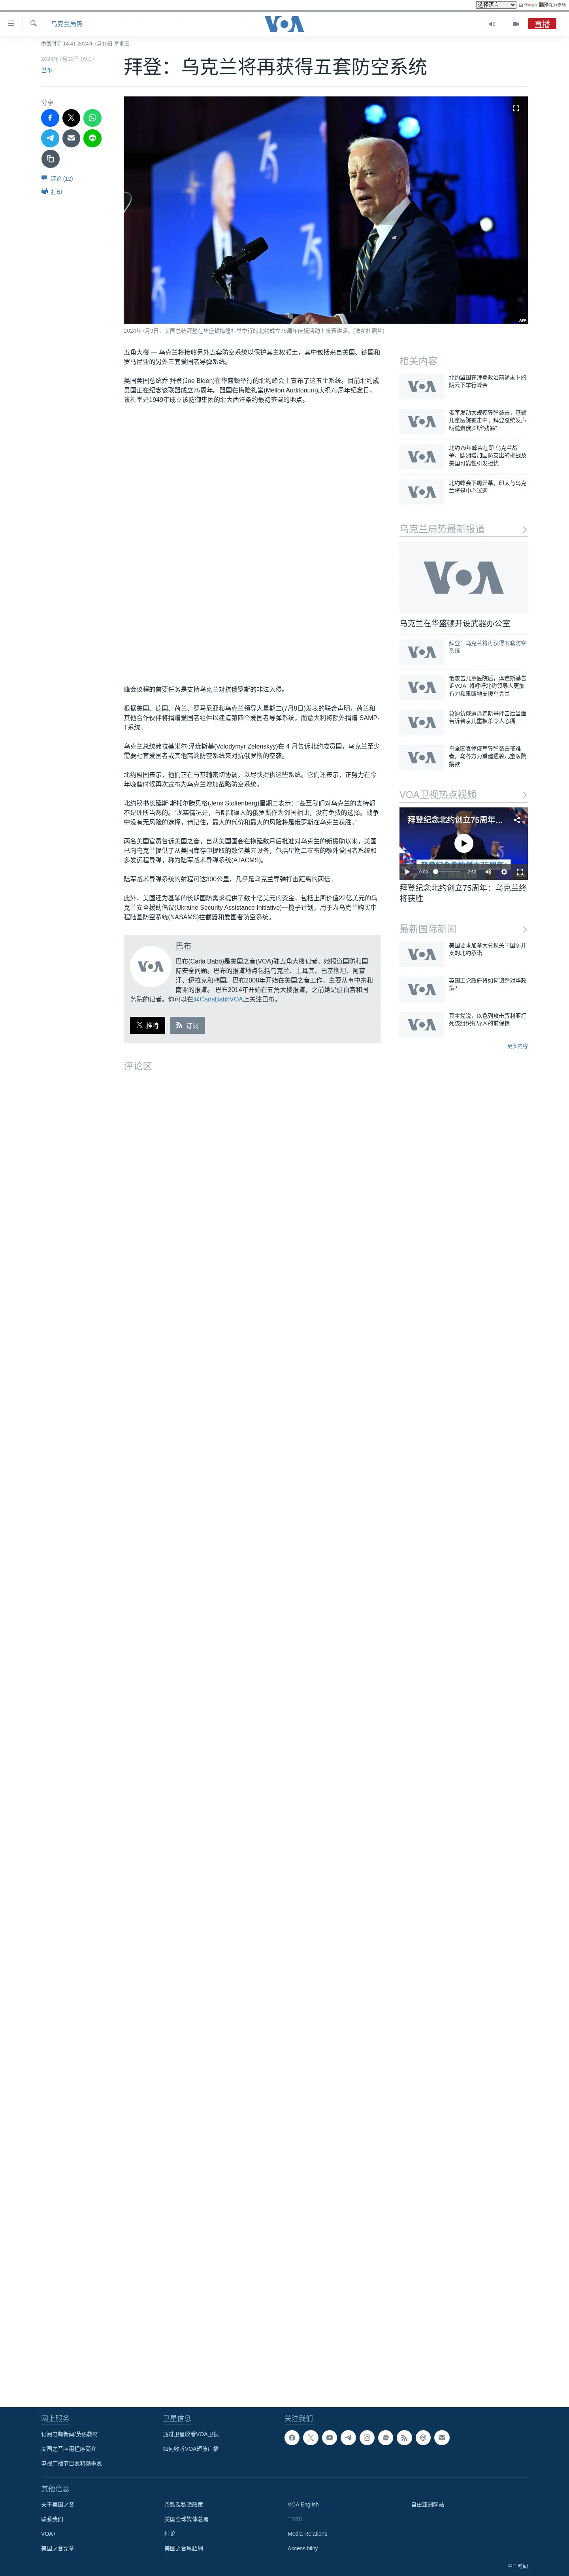 选择语言 由 Google 翻译强力驱动
乌克兰局势
VOA
直播
中国时间 14:41 2024年7月10日 星期三
2024年7月10日 09:07
巴布
拜登：乌克兰将再获得五套防空系统
分享
评论 (12)
打印
AFP
2024年7月9日，美国总统拜登在华盛顿梅隆礼堂举行的北约成立75周年庆祝活动上发表讲话。(法新社照片)
五角大楼 — 乌克兰将接收另外五套防空系统以保护其主权领土，其中包括来自美国、德国和罗马尼亚的另外三套爱国者导弹系统。
美国美国总统乔·拜登(Joe Biden)在华盛顿举行的北约峰会上宣布了这五个系统。目前北约成员国正在纪念该联盟成立75周年。拜登在梅隆礼堂(Mellon Auditorium)庆祝75周年纪念日，该礼堂是1949年成立该防御集团的北大西洋条约最初签署的地点。
峰会议程的首要任务是支持乌克兰对抗俄罗斯的非法入侵。
根据美国、德国、荷兰、罗马尼亚和乌克兰领导人星期二(7月9日)发表的联合声明，荷兰和其他合作伙伴将捐赠爱国者组件以建造第四个爱国者导弹系统，而意大利将额外捐赠 SAMP-T系统。
乌克兰总统弗拉基米尔·泽连斯基(Volodymyr Zelenskyy)在 4 月告诉北约成员国，乌克兰至少需要七套爱国者或其他高端防空系统来对抗俄罗斯的空袭。
北约盟国表示，他们正在与基辅密切协调，以尽快提供这些系统。它们还表示，正努力在今年晚些时候再次宣布为乌克兰增加战略防空系统。
北约秘书长延斯·斯托尔滕贝格(Jens Stoltenberg)星期二表示：“甚至我们对乌克兰的支持都不是理所当然的。”现实情况是，与咄咄逼人的俄罗斯作为邻国相比，没有免费的选择。战争中没有无风险的选择，请记住，最大的代价和最大的风险是俄罗斯在乌克兰获胜。”
两名美国官员告诉美国之音，自从美国国会在拖延数月后批准对乌克兰的新援助以来，美国已向乌克兰提供了从美国库存中提取的数亿美元武器系统，包括星期二宣布的额外爱国者系统和多发远程导弹，称为陆军战术导弹系统(ATACMS)。
陆军战术导弹系统的射程可达300公里，几乎是乌克兰导弹打击距离的两倍。
此外，美国还为基辅的长期国防需求提供了数十亿美元的资金，包括上周价值22亿美元的乌克兰安全援助倡议(Ukraine Security Assistance Initiative)一揽子计划，用于为乌克兰购买中程陆基防空系统(NASAMS)拦截器和爱国者防空系统。
VOA
巴布
巴布(Carla Babb)是美国之音(VOA)驻五角大楼记者，她报道国防和国际安全问题。巴布的报道地点包括乌克兰、土耳其、巴基斯坦、阿富汗、伊拉克和韩国。巴布2008年开始在美国之音工作，主要从事和中东和南亚的报道。 巴布2014年开始在五角大楼报道，之前她是驻白宫和国务院的记者。你可以在@CarlaBabbVOA上关注巴布。
推特
订阅
评论区
相关内容
北约盟国在拜登政治前途未卜的阴云下举行峰会
俄军发动大规模导弹袭击，基辅儿童医院被击中；拜登总统发声明谴责俄罗斯“残暴”
北约75年峰会在即 乌克兰战争、欧洲增加国防支出的挑战及美国可靠性引发担忧
北约峰会下周开幕，印太与乌克兰将是中心议题
乌克兰局势最新报道
乌克兰在华盛顿开设武器办公室
拜登：乌克兰将再获得五套防空系统
俄袭击儿童医院后，泽连斯基告诉VOA: 将呼吁北约领导人更加有力和果断地支援乌克兰
莫迪访俄遭泽连斯基抨击后当面告诉普京儿童被杀令人心痛
乌全国哀悼俄军导弹袭击罹难者，乌各方为重建遇袭儿童医院捐款
VOA卫视热点视频
拜登纪念北约创立75周年...
0:00
2:51
拜登纪念北约创立75周年：乌克兰终将获胜
最新国际新闻
美国要求加拿大兑现关于国防开支的北约承诺
英国工党政府将如何调整对华政策?
真主党说，以色列攻击叙利亚打死该组织领导人的前保镖
更多内容
网上服务
订阅电邮新闻/英语教材
美国之音应用程序简介
电视广播节目表和频率表
卫星信息
通过卫星收看VOA卫视
如何收听VOA短波广播
关注我们
其他信息
关于美国之音
条款及私隐政策
VOA English
自由亚洲网站
联系我们
美国全球媒体总署
VOA+
社论
Media Relations
美国之音宪章
美國之音粵語網
Accessibility
中国时间